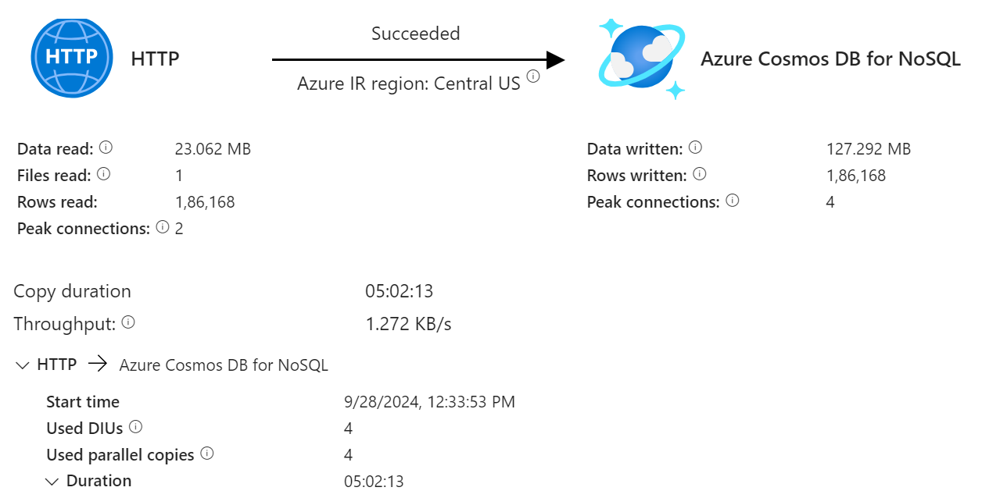 HTTP
HTTP
Succeeded
Azure IR region: Central US
Azure Cosmos DB for NoSQL
Data read: 23.062 MB
Files read: 1
Rows read: 1,86,168
Peak connections: 2
Data written: 127.292 MB
Rows written: 1,86,168
Peak connections: 4
Copy duration 05:02:13
Throughput: 1.272 KB/s
HTTP → Azure Cosmos DB for NoSQL
Start time 9/28/2024, 12:33:53 PM
Used DIUs 4
Used parallel copies 4
Duration 05:02:13